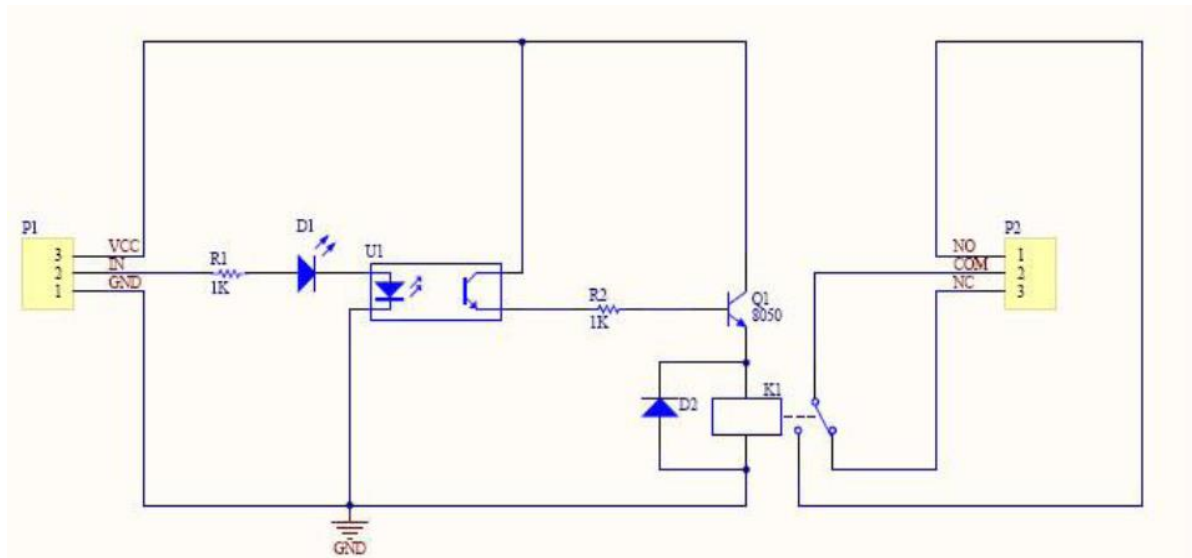 P1
3 VCC
2 IN
1 GND
R1
1K
D1
U1
R2
1K
Q1
8050
D2
K1
GND
P2
NO 1
COM 2
NC 3